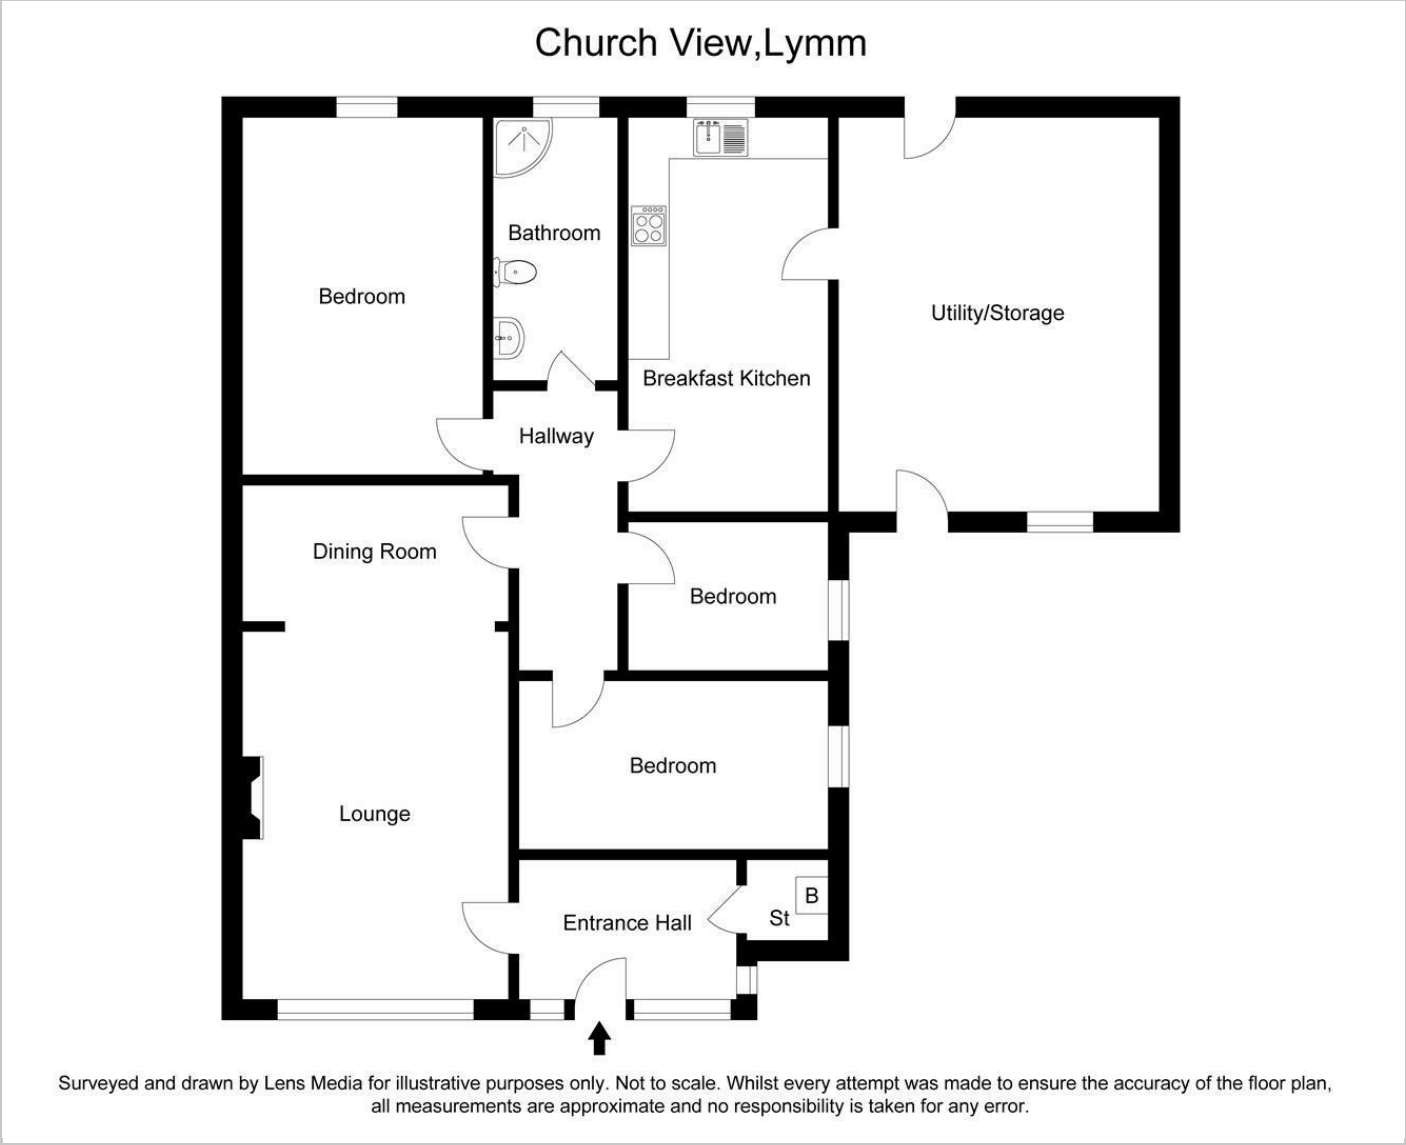 Church View,Lymm
Bathroom
Bedroom
Utility/Storage
Breakfast Kitchen
Hallway
Dining Room
Bedroom
Bedroom
Lounge
B
St
Entrance Hall
Surveyed and drawn by Lens Media for illustrative purposes only. Not to scale. Whilst every attempt was made to ensure the accuracy of the floor plan,
all measurements are approximate and no responsibility is taken for any error.